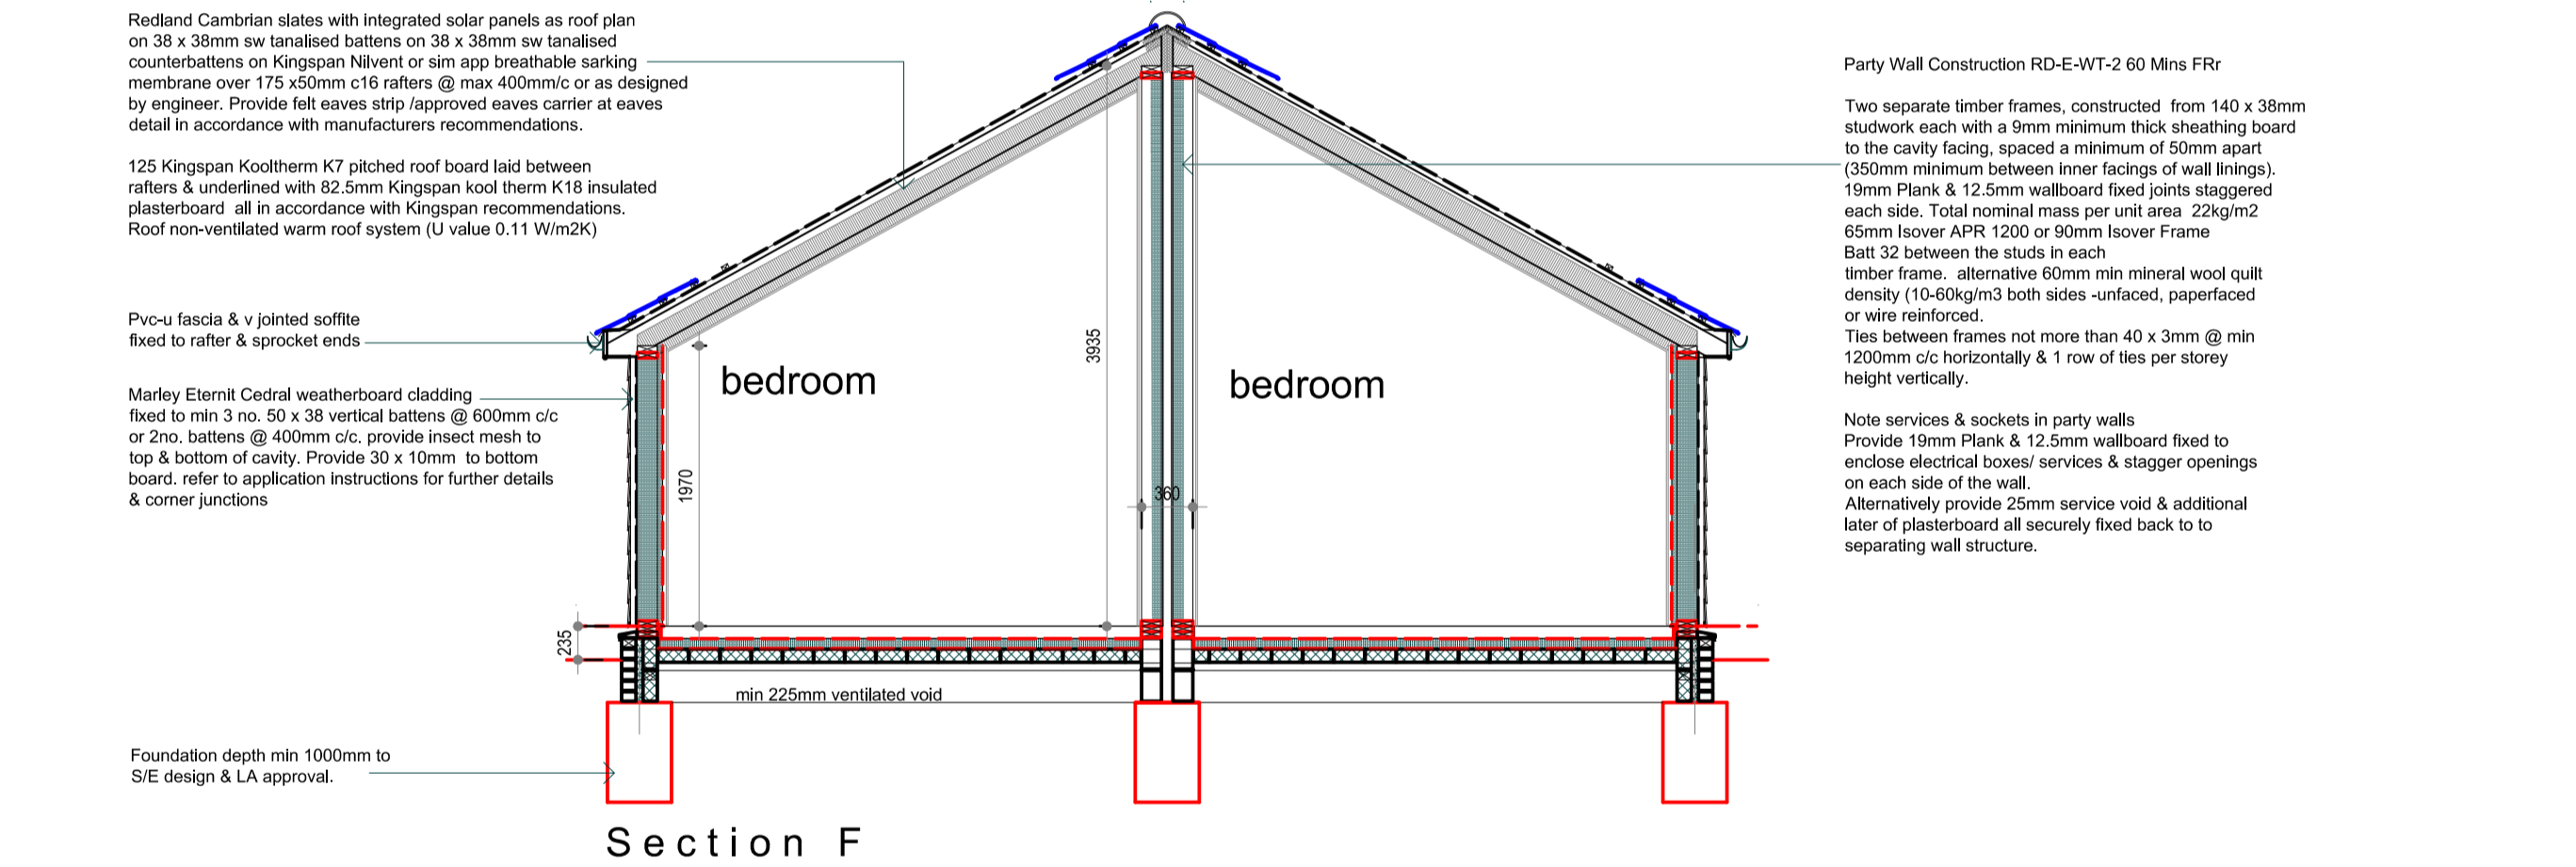 Redland Cambrian slates with integrated solar panels as roof plan
on 38 x 38mm sw tanalised battens on 38 x 38mm sw tanalised
counterbattens on Kingspan Nilvent or sim app breathable sarking
membrane over 175 x50mm c16 rafters @ max 400mm/c or as designed
by engineer. Provide felt eaves strip /approved eaves carrier at eaves
detail in accordance with manufacturers recommendations.
125 Kingspan Kooltherm K7 pitched roof board laid between
rafters & underlined with 82.5mm Kingspan kool therm K18 insulated
plasterboard  all in accordance with Kingspan recommendations.
Roof non-ventilated warm roof system (U value 0.11 W/m2K)
Pvc-u fascia & v jointed soffite
fixed to rafter & sprocket ends
Marley Eternit Cedral weatherboard cladding
fixed to min 3 no. 50 x 38 vertical battens @ 600mm c/c
or 2no. battens @ 400mm c/c. provide insect mesh to
top & bottom of cavity. Provide 30 x 10mm  to bottom
board. refer to application instructions for further details
& corner junctions
Foundation depth min 1000mm to
S/E design & LA approval.
bedroom
bedroom
3935
1970
360
235
min 225mm ventilated void
Section F
Party Wall Construction RD-E-WT-2 60 Mins FRr
Two separate timber frames, constructed  from 140 x 38mm
studwork each with a 9mm minimum thick sheathing board
to the cavity facing, spaced a minimum of 50mm apart
(350mm minimum between inner facings of wall linings).
19mm Plank & 12.5mm wallboard fixed joints staggered
each side. Total nominal mass per unit area  22kg/m2
65mm Isover APR 1200 or 90mm Isover Frame
Batt 32 between the studs in each
timber frame.  alternative 60mm min mineral wool quilt
density (10-60kg/m3 both sides -unfaced, paperfaced
or wire reinforced.
Ties between frames not more than 40 x 3mm @ min
1200mm c/c horizontally & 1 row of ties per storey
height vertically.
Note services & sockets in party walls
Provide 19mm Plank & 12.5mm wallboard fixed to
enclose electrical boxes/ services & stagger openings
on each side of the wall.
Alternatively provide 25mm service void & additional
later of plasterboard all securely fixed back to to
separating wall structure.